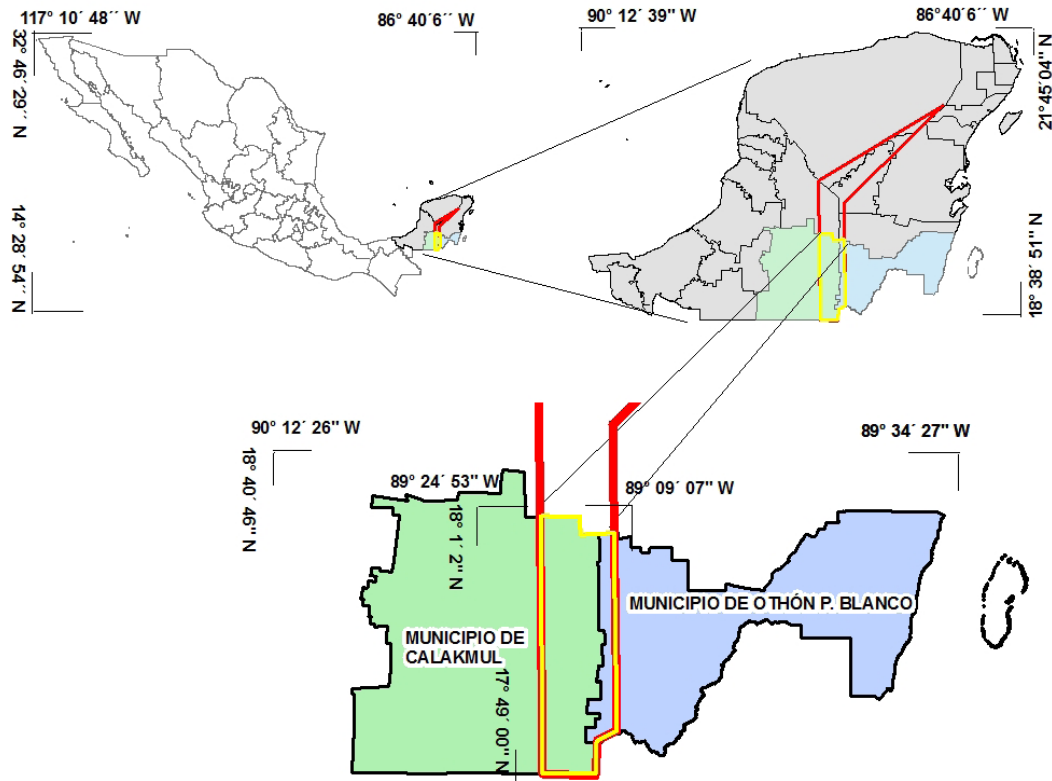 117° 10´ 48´´ W
86° 40´ 6´´ W
90° 12´ 39" W
86° 40´ 6" W
32° 46´ 29´´ N
21° 45´ 04" N
14° 28´ 54´´ N
18° 38´ 51" N
90° 12´ 26" W
89° 34´ 27" W
18° 40´ 46" N
89° 24´ 53" W
89° 09´ 07" W
18° 1´ 2" N
MUNICIPIO DE OTHÓN P. BLANCO
MUNICIPIO DE
CALAKMUL
17° 49´ 00" N